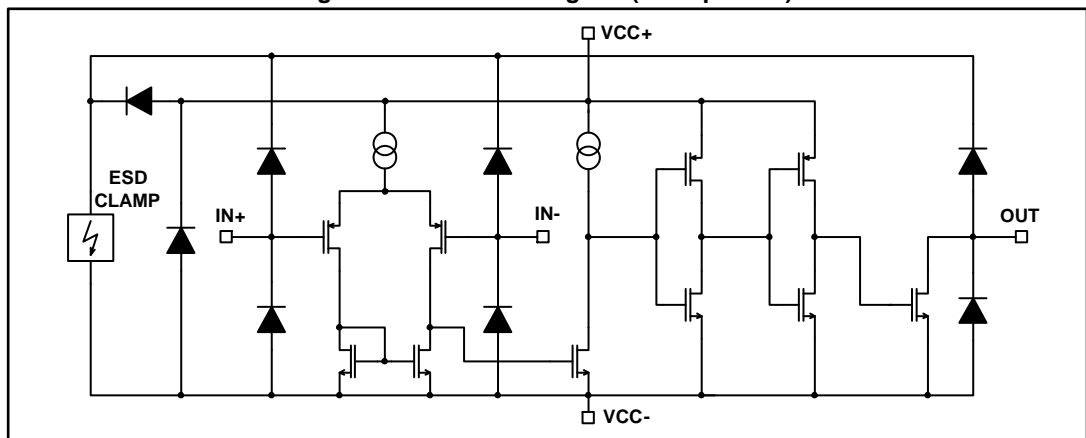 VCC+
ESD
CLAMP
IN+
IN-
OUT
VCC-